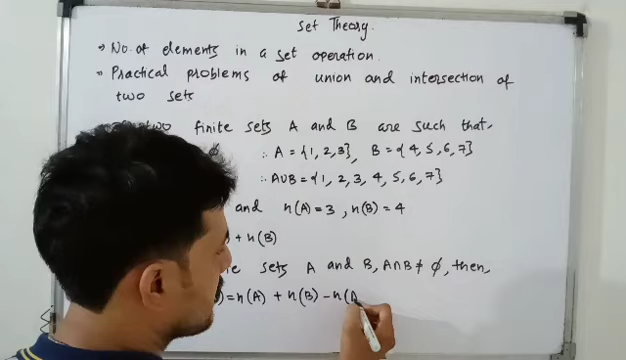 Set Theory.
→ No. of elements in a set operation.
→ Practical problems of union and intersection of
two sets
two finite sets A and B are such that,
ϕ ∴ A = {1, 2, 3}, B = {4, 5, 6, 7}
∴ A∪B = {1, 2, 3, 4, 5, 6, 7}
and n(A) = 3, n(B) = 4
+ n(B)
sets A and B, A∩B ≠ ϕ, then,
= n(A) + n(B) - n(A